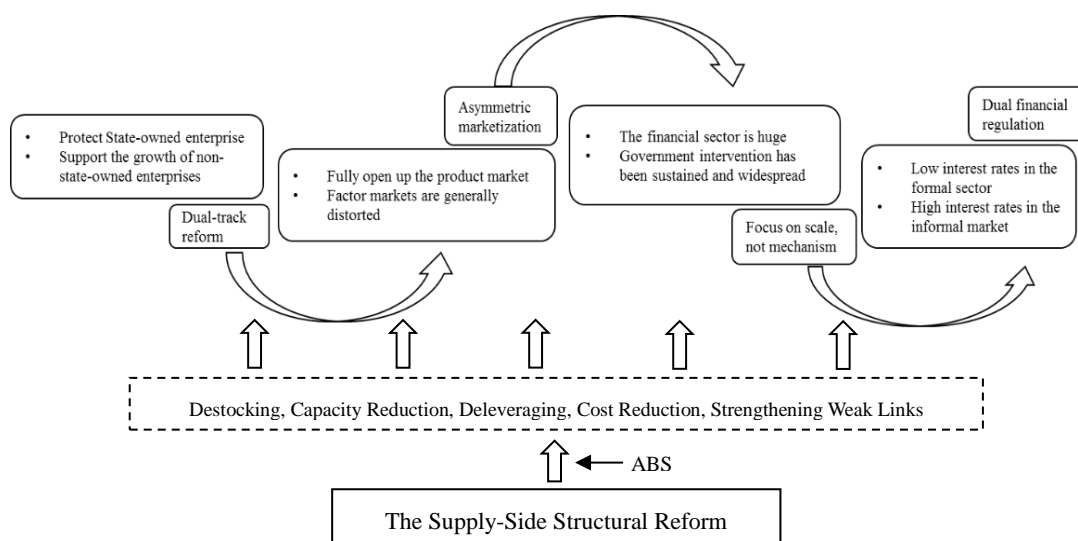 • Protect State-owned enterprise
• Support the growth of non-
state-owned enterprises
Dual-track
reform
Asymmetric
marketization
• Fully open up the product market
• Factor markets are generally
distorted
• The financial sector is huge
• Government intervention has
been sustained and widespread
Focus on scale,
not mechanism
Dual financial
regulation
• Low interest rates in the
formal sector
• High interest rates in the
informal market
Destocking, Capacity Reduction, Deleveraging, Cost Reduction, Strengthening Weak Links
ABS
The Supply-Side Structural Reform